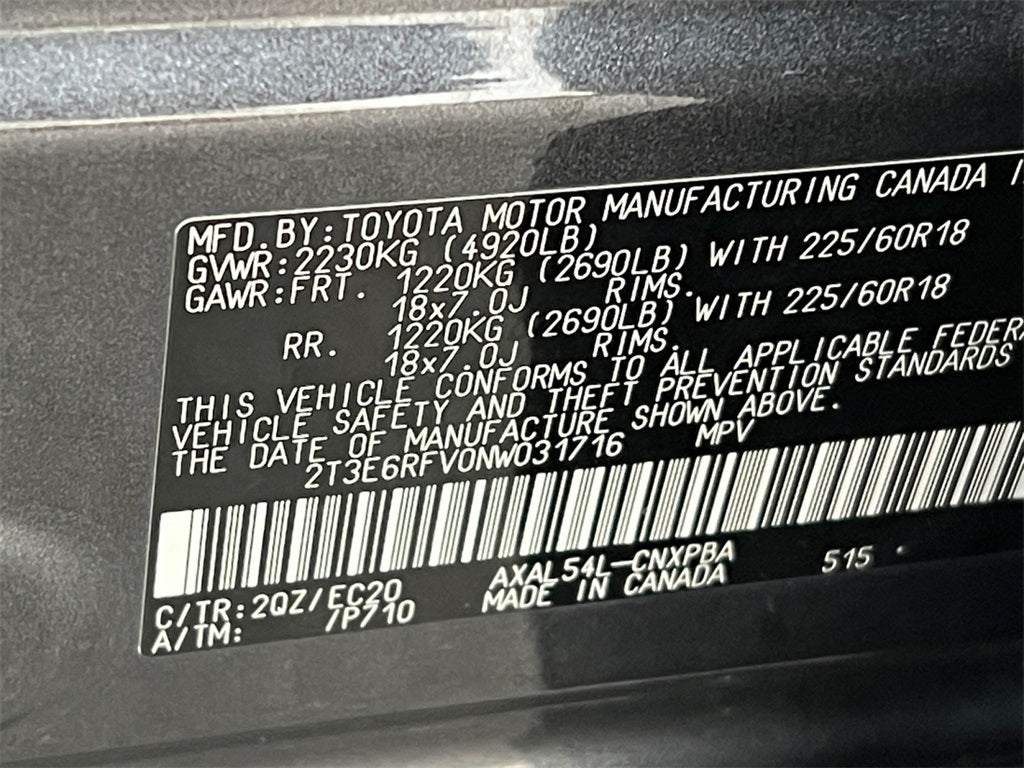 MFD.BY:TOYOTA MOTOR MANUFACTURING CANADA
GVWR:2230KG (4920LB)
GAWR:FRT. 1220KG (2690LB) WITH 225/60R18
18x7.0J RIMS.
RR. 1220KG (2690LB) WITH 225/60R18
18x7.0J RIMS.
THIS VEHICLE CONFORMS TO ALL APPLICABLE
VEHICLE SAFETY AND THEFT PREVENTION STANDARDS
THE DATE OF MANUFACTURE SHOWN ABOVE.
2T3E6RFV0NW031716 MPV
C/TR:2QZ/EC20 AXAL54L-CNXPBA 515
A/TM: /P710 MADE IN CANADA